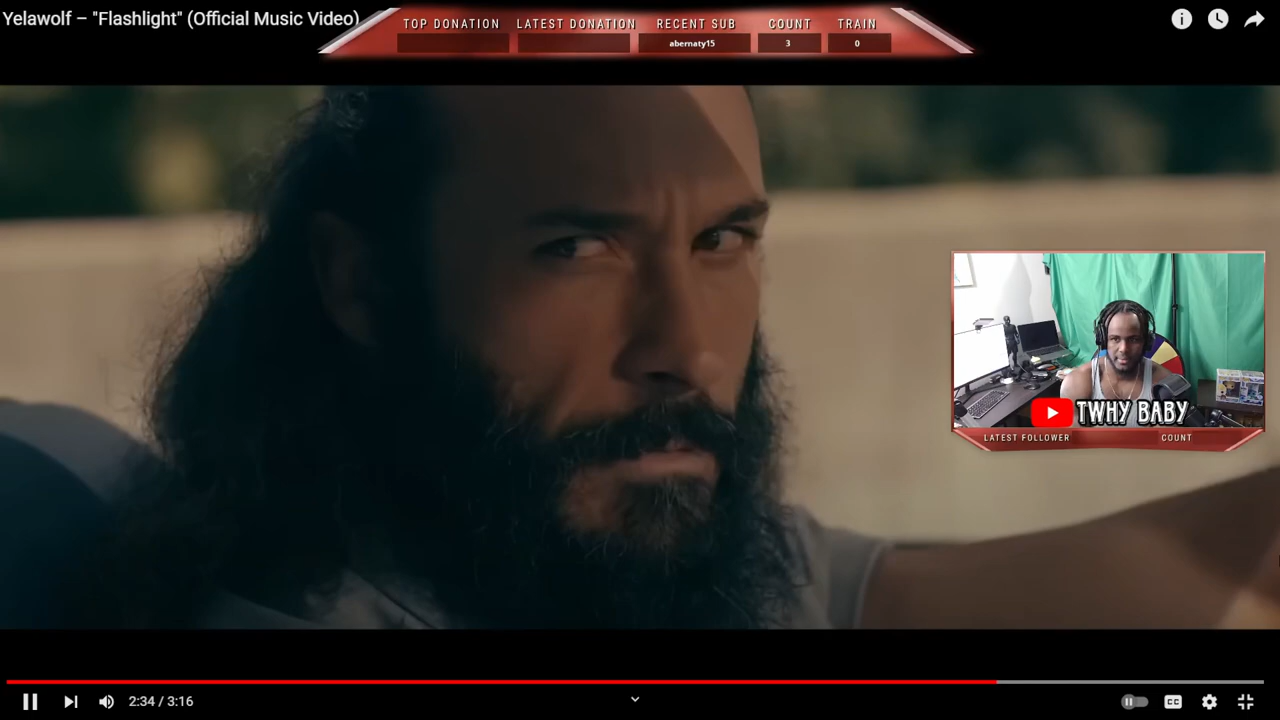 Yelawolf – "Flashlight" (Official Music Video)
TOP DONATION LATEST DONATION RECENT SUB COUNT TRAIN
abernaty15 3 0
TWHY BABY
LATEST FOLLOWER COUNT
2:34 / 3:16
CC